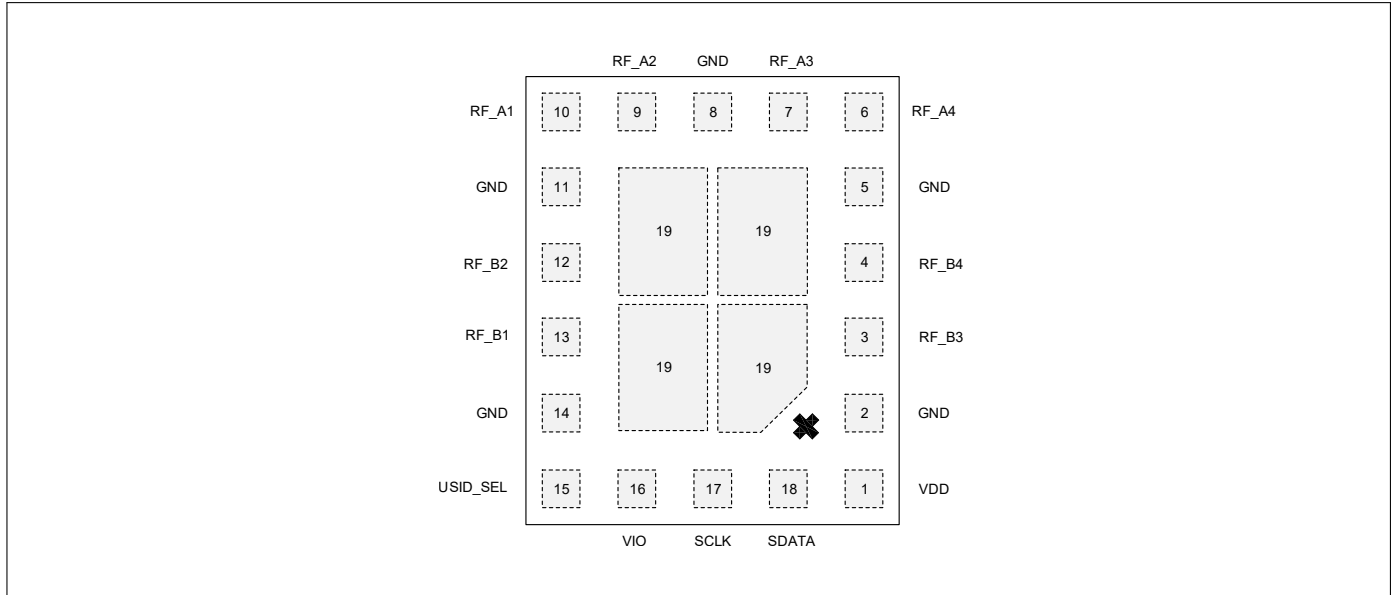 RF_A2 GND RF_A3
RF_A1 10 9 8 7 6 RF_A4
GND 11 5 GND
19 19
RF_B2 12 4 RF_B4
RF_B1 13 3 RF_B3
19 19
GND 14 2 GND
USID_SEL 15 16 17 18 1 VDD
VIO SCLK SDATA